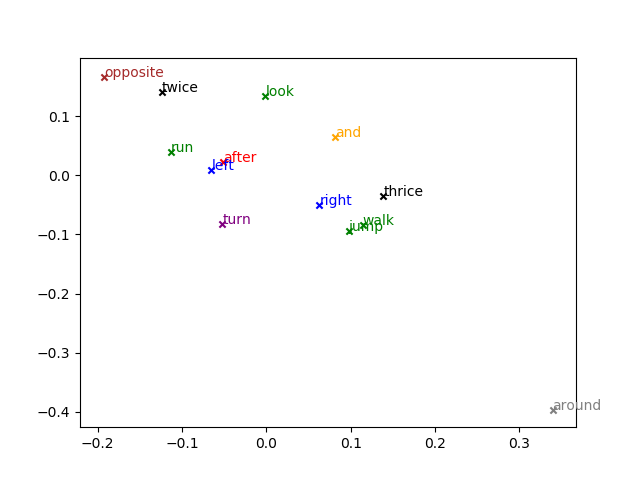 opposite
twice
look
and
run
after
left
thrice
right
turn
walk
jump
around
0.1
0.0
−0.1
−0.2
−0.3
−0.4
−0.2 −0.1 0.0 0.1 0.2 0.3